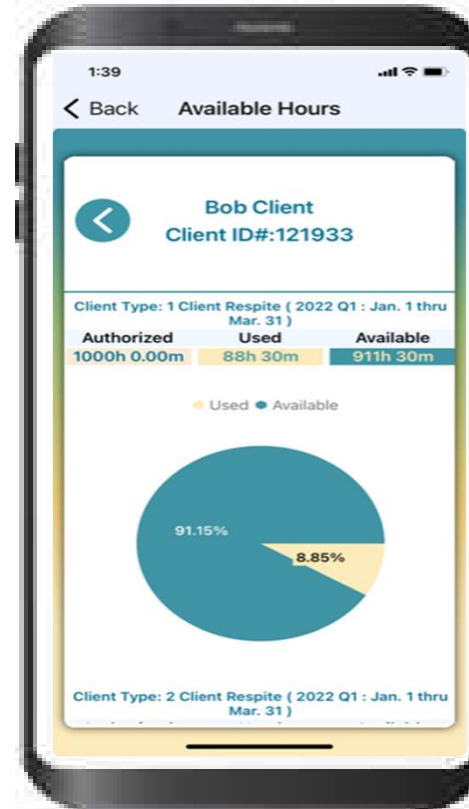 1:39
Back Available Hours
Bob Client
Client ID#:121933
Client Type: 1 Client Respite ( 2022 Q1 : Jan. 1 thru
Mar. 31 )
Authorized Used Available
1000h 0.00m 88h 30m 911h 30m
Used Available
91.15%
8.85%
Client Type: 2 Client Respite ( 2022 Q1 : Jan. 1 thru
Mar. 31 )